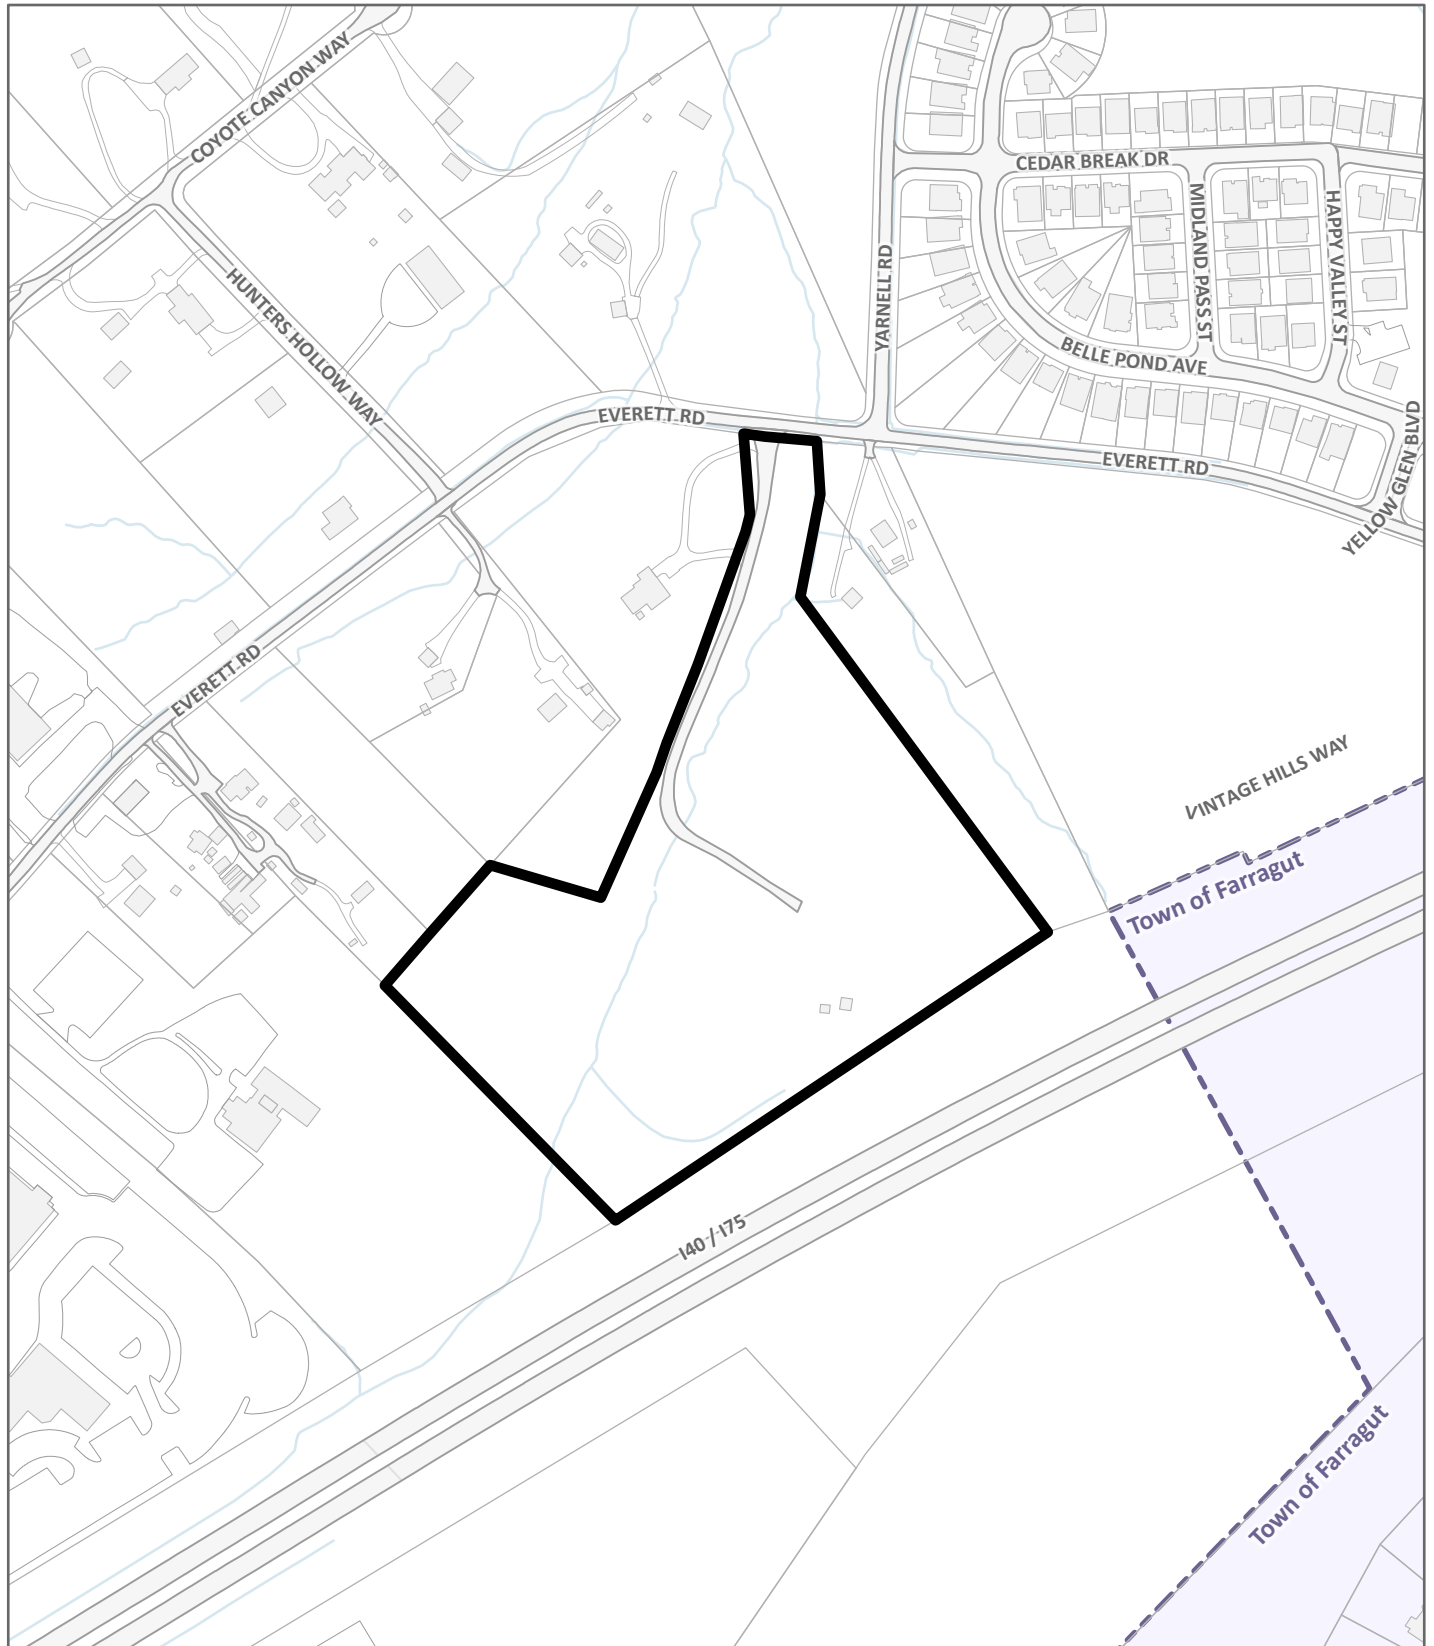 COYOTE CANYON WAY
CEDAR BREAK DR
MIDLAND PASS ST
HAPPY VALLEY ST
HUNTERS HOLLOW WAY
YARNELL RD
BELLE POND AVE
EVERETT RD
EVERETT RD
YELLOW GLEN BLVD
EVERETT RD
VINTAGE HILLS WAY
Town of Farragut
I40 / I75
Town of Farragut